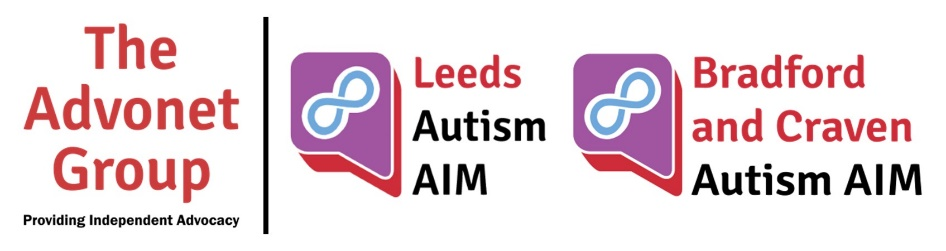 The
Advonet
Group
Providing Independent Advocacy
Leeds
Autism
AIM
Bradford
and Craven
Autism AIM